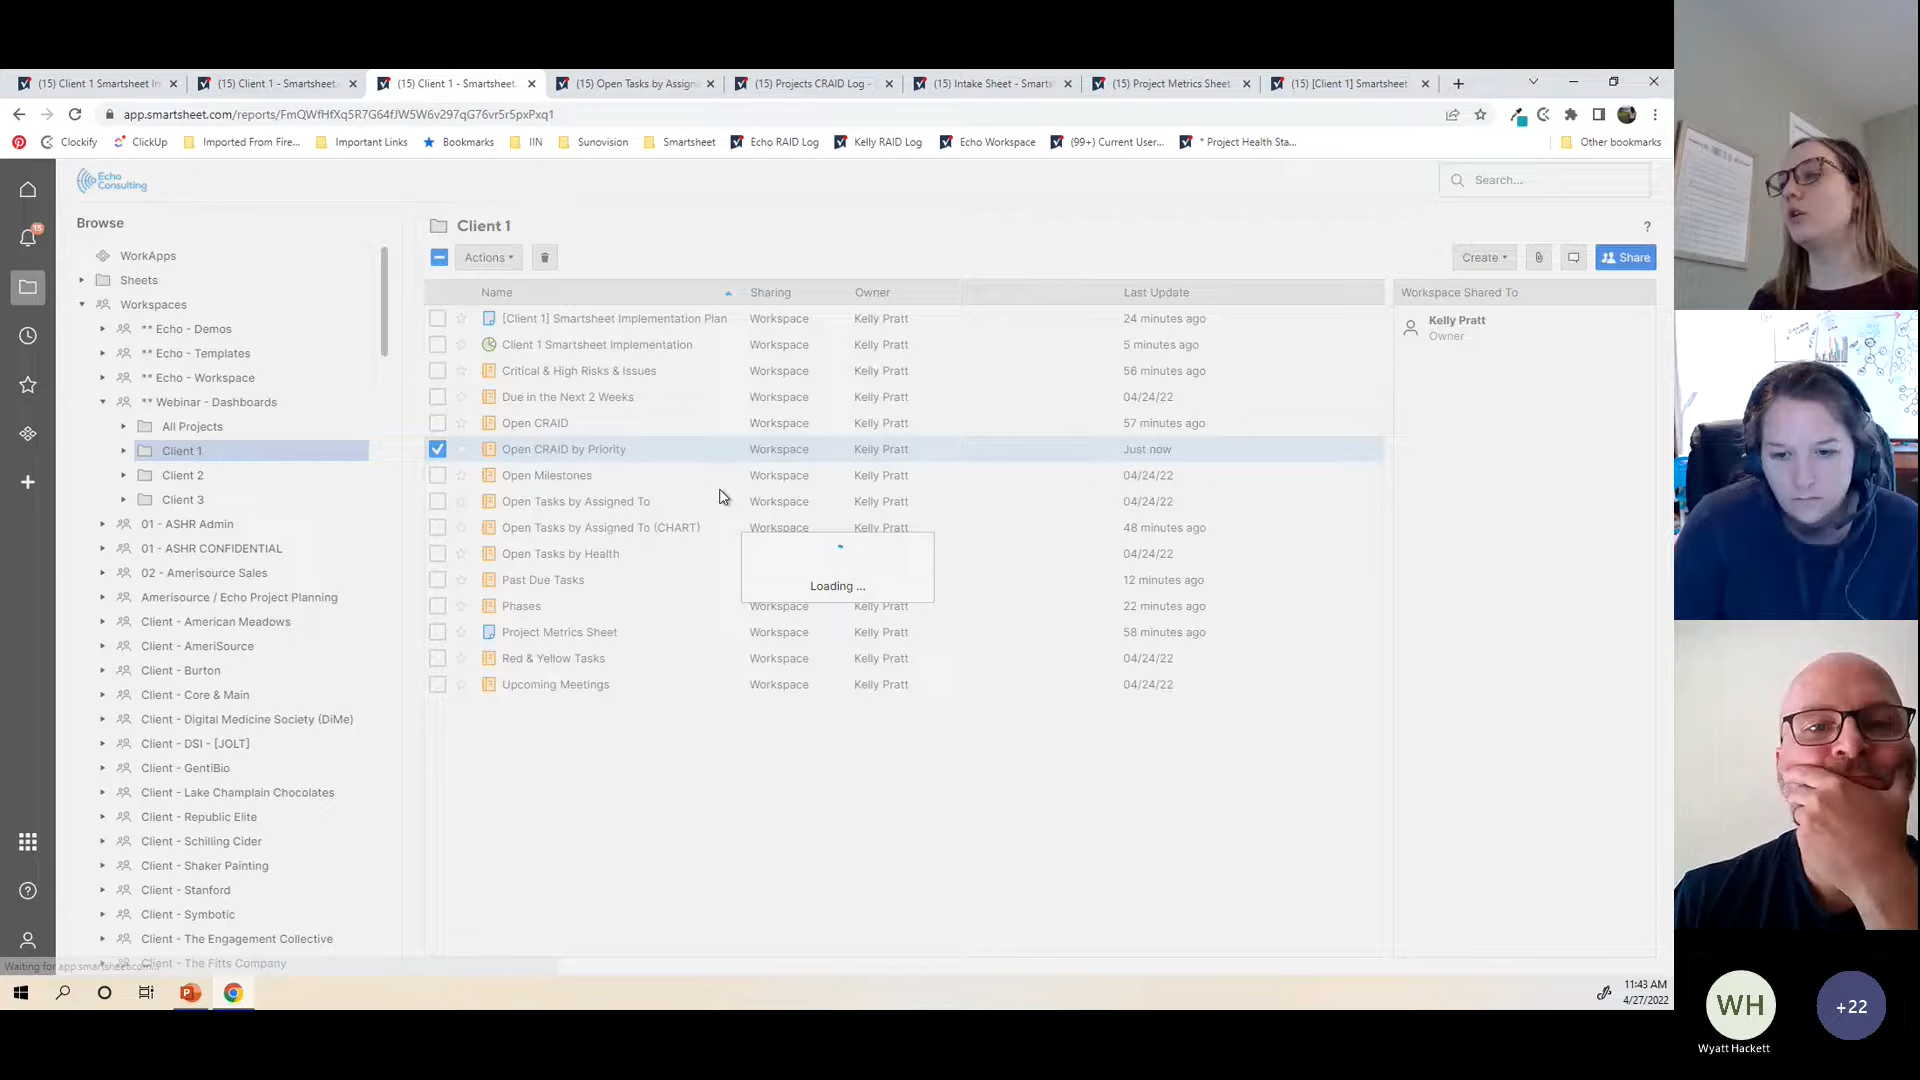 (15) Client 1 Smartsheet Im
(15) Client 1 - Smartsheet.
(15) Client 1 - Smartsheet.
(15) Open Tasks by Assigne
(15) Projects CRAID Log -
(15) Intake Sheet - Smarts
(15) Project Metrics Sheet
(15) [Client 1] Smartsheet
app.smartsheet.com/reports/FmQWfHfXq5R7G64fJW5W6v297qG76vr5r5pxPxq1
Clockify
ClickUp
Imported From Fire...
Important Links
Bookmarks
IIN
Sunovision
Smartsheet
Echo RAID Log
Kelly RAID Log
Echo Workspace
(99+) Current User...
* Project Health Sta...
Other bookmarks
Echo
Consulting
Search...
15
Browse
WorkApps
Sheets
Workspaces
** Echo - Demos
** Echo - Templates
** Echo - Workspace
** Webinar - Dashboards
All Projects
Client 1
Client 2
Client 3
01 - ASHR Admin
01 - ASHR CONFIDENTIAL
02 - Amerisource Sales
Amerisource / Echo Project Planning
Client - American Meadows
Client - AmeriSource
Client - Burton
Client - Core & Main
Client - Digital Medicine Society (DiMe)
Client - DSI - [JOLT]
Client - GentiBio
Client - Lake Champlain Chocolates
Client - Republic Elite
Client - Schilling Cider
Client - Shaker Painting
Client - Stanford
Client - Symbotic
Client - The Engagement Collective
Client - The Fitts Company
Waiting for app.smartsheet.com...
Client 1
?
Actions
Create
Share
Name Sharing Owner Last Update
[Client 1] Smartsheet Implementation Plan Workspace Kelly Pratt 24 minutes ago
Client 1 Smartsheet Implementation Workspace Kelly Pratt 5 minutes ago
Critical & High Risks & Issues Workspace Kelly Pratt 56 minutes ago
Due in the Next 2 Weeks Workspace Kelly Pratt 04/24/22
Open CRAID Workspace Kelly Pratt 57 minutes ago
Open CRAID by Priority Workspace Kelly Pratt Just now
Open Milestones Workspace Kelly Pratt 04/24/22
Open Tasks by Assigned To Workspace Kelly Pratt 04/24/22
Open Tasks by Assigned To (CHART) Workspace Kelly Pratt 48 minutes ago
Open Tasks by Health 04/24/22
Past Due Tasks 12 minutes ago
Loading ...
Phases Workspace Kelly Pratt 22 minutes ago
Project Metrics Sheet Workspace Kelly Pratt 58 minutes ago
Red & Yellow Tasks Workspace Kelly Pratt 04/24/22
Upcoming Meetings Workspace Kelly Pratt 04/24/22
Workspace Shared To
Kelly Pratt
Owner
11:43 AM
4/27/2022
WH
Wyatt Hackett
+22